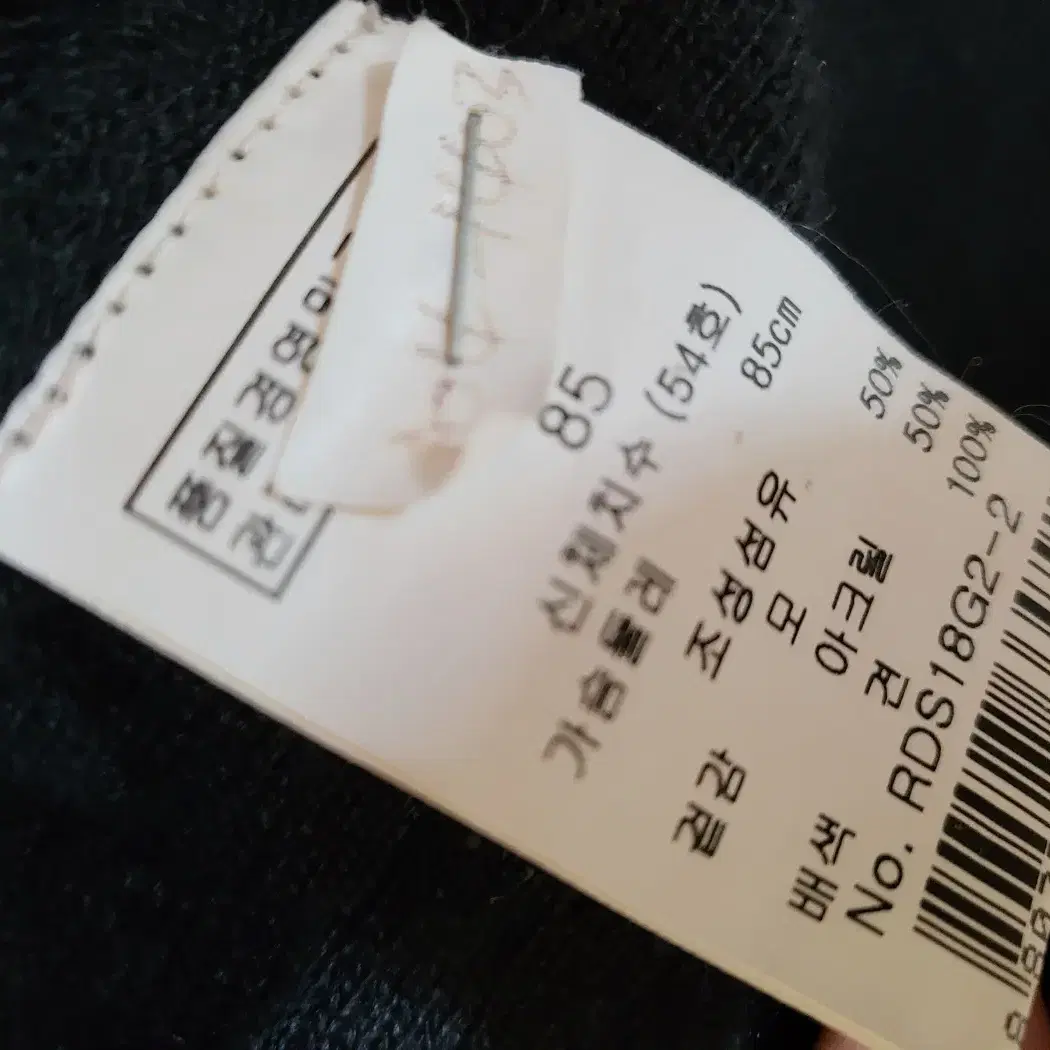 품질경영
관
85
신체치수 (54호)
가슴둘레 85cm
조성섬유
겉감 모 50%
아크릴 50%
배색 견 100%
No. RDS18G2-2